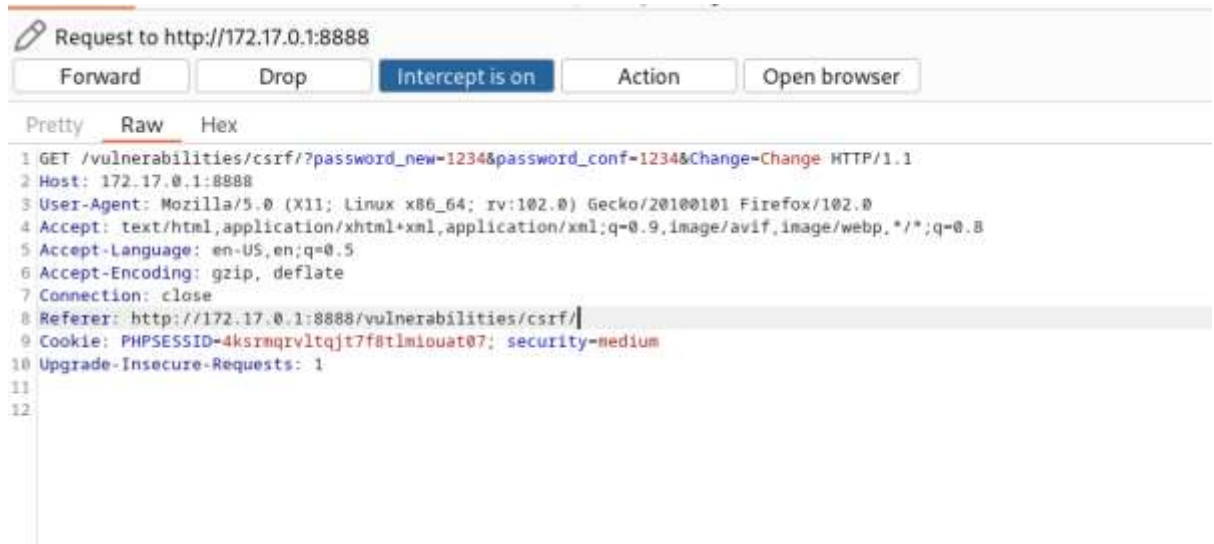 Request to http://172.17.0.1:8888
Forward Drop Intercept is on Action Open browser
Pretty Raw Hex
1 GET /vulnerabilities/csrf/?password_new=1234&password_conf=1234&Change=Change HTTP/1.1
2 Host: 172.17.0.1:8888
3 User-Agent: Mozilla/5.0 (X11; Linux x86_64; rv:102.0) Gecko/20100101 Firefox/102.0
4 Accept: text/html,application/xhtml+xml,application/xml;q=0.9,image/avif,image/webp,*/*;q=0.8
5 Accept-Language: en-US,en;q=0.5
6 Accept-Encoding: gzip, deflate
7 Connection: close
8 Referer: http://172.17.0.1:8888/vulnerabilities/csrf/
9 Cookie: PHPSESSID=4ksrmqrvltqjt7f8tlmiouat07; security=medium
10 Upgrade-Insecure-Requests: 1
11
12